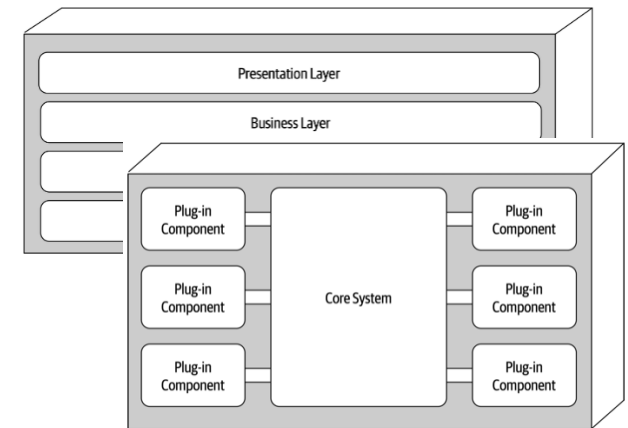 Presentation Layer
Business Layer
Plug-in
Component
Plug-in
Component
Plug-in
Component
Core System
Plug-in
Component
Plug-in
Component
Plug-in
Component